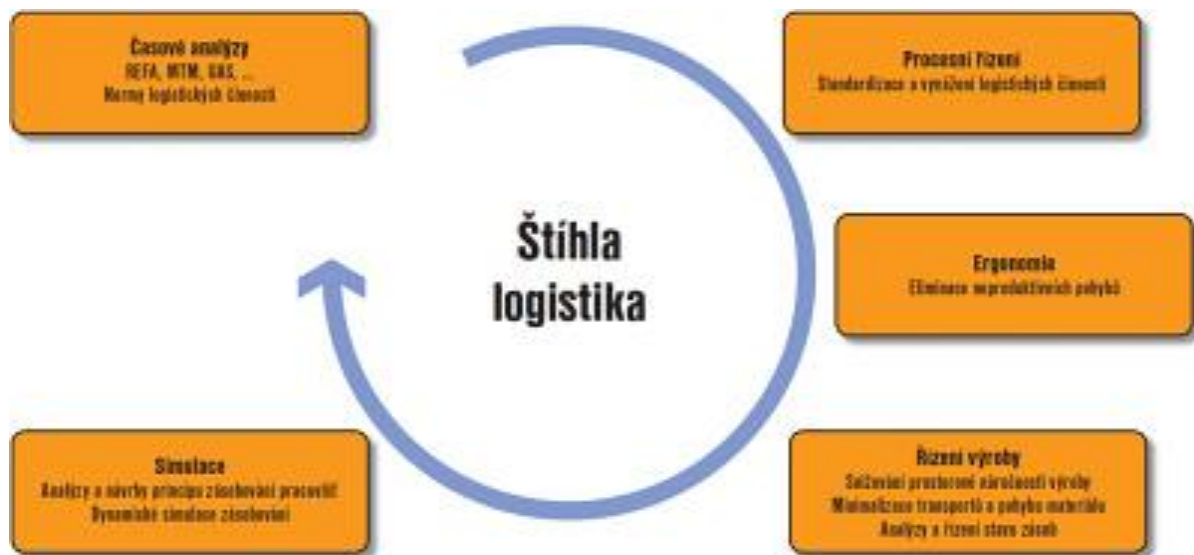 Časové analýzy
REFA, MTM, UAS, ...
Normy logistických činností
Procesní řízení
Standardizace a vyvážení logistických činností
Štíhla
logistika
Ergonomie
Eliminace neproduktivních pohybů
Simulace
Analýzy a návrhy principu zásobování pracovišť
Dynamické simulace zásobování
Řízení výroby
Snižování prostorové náročnosti výroby
Minimalizace transportů a pohybu materiálu
Analýzy a řízení stavu zásob